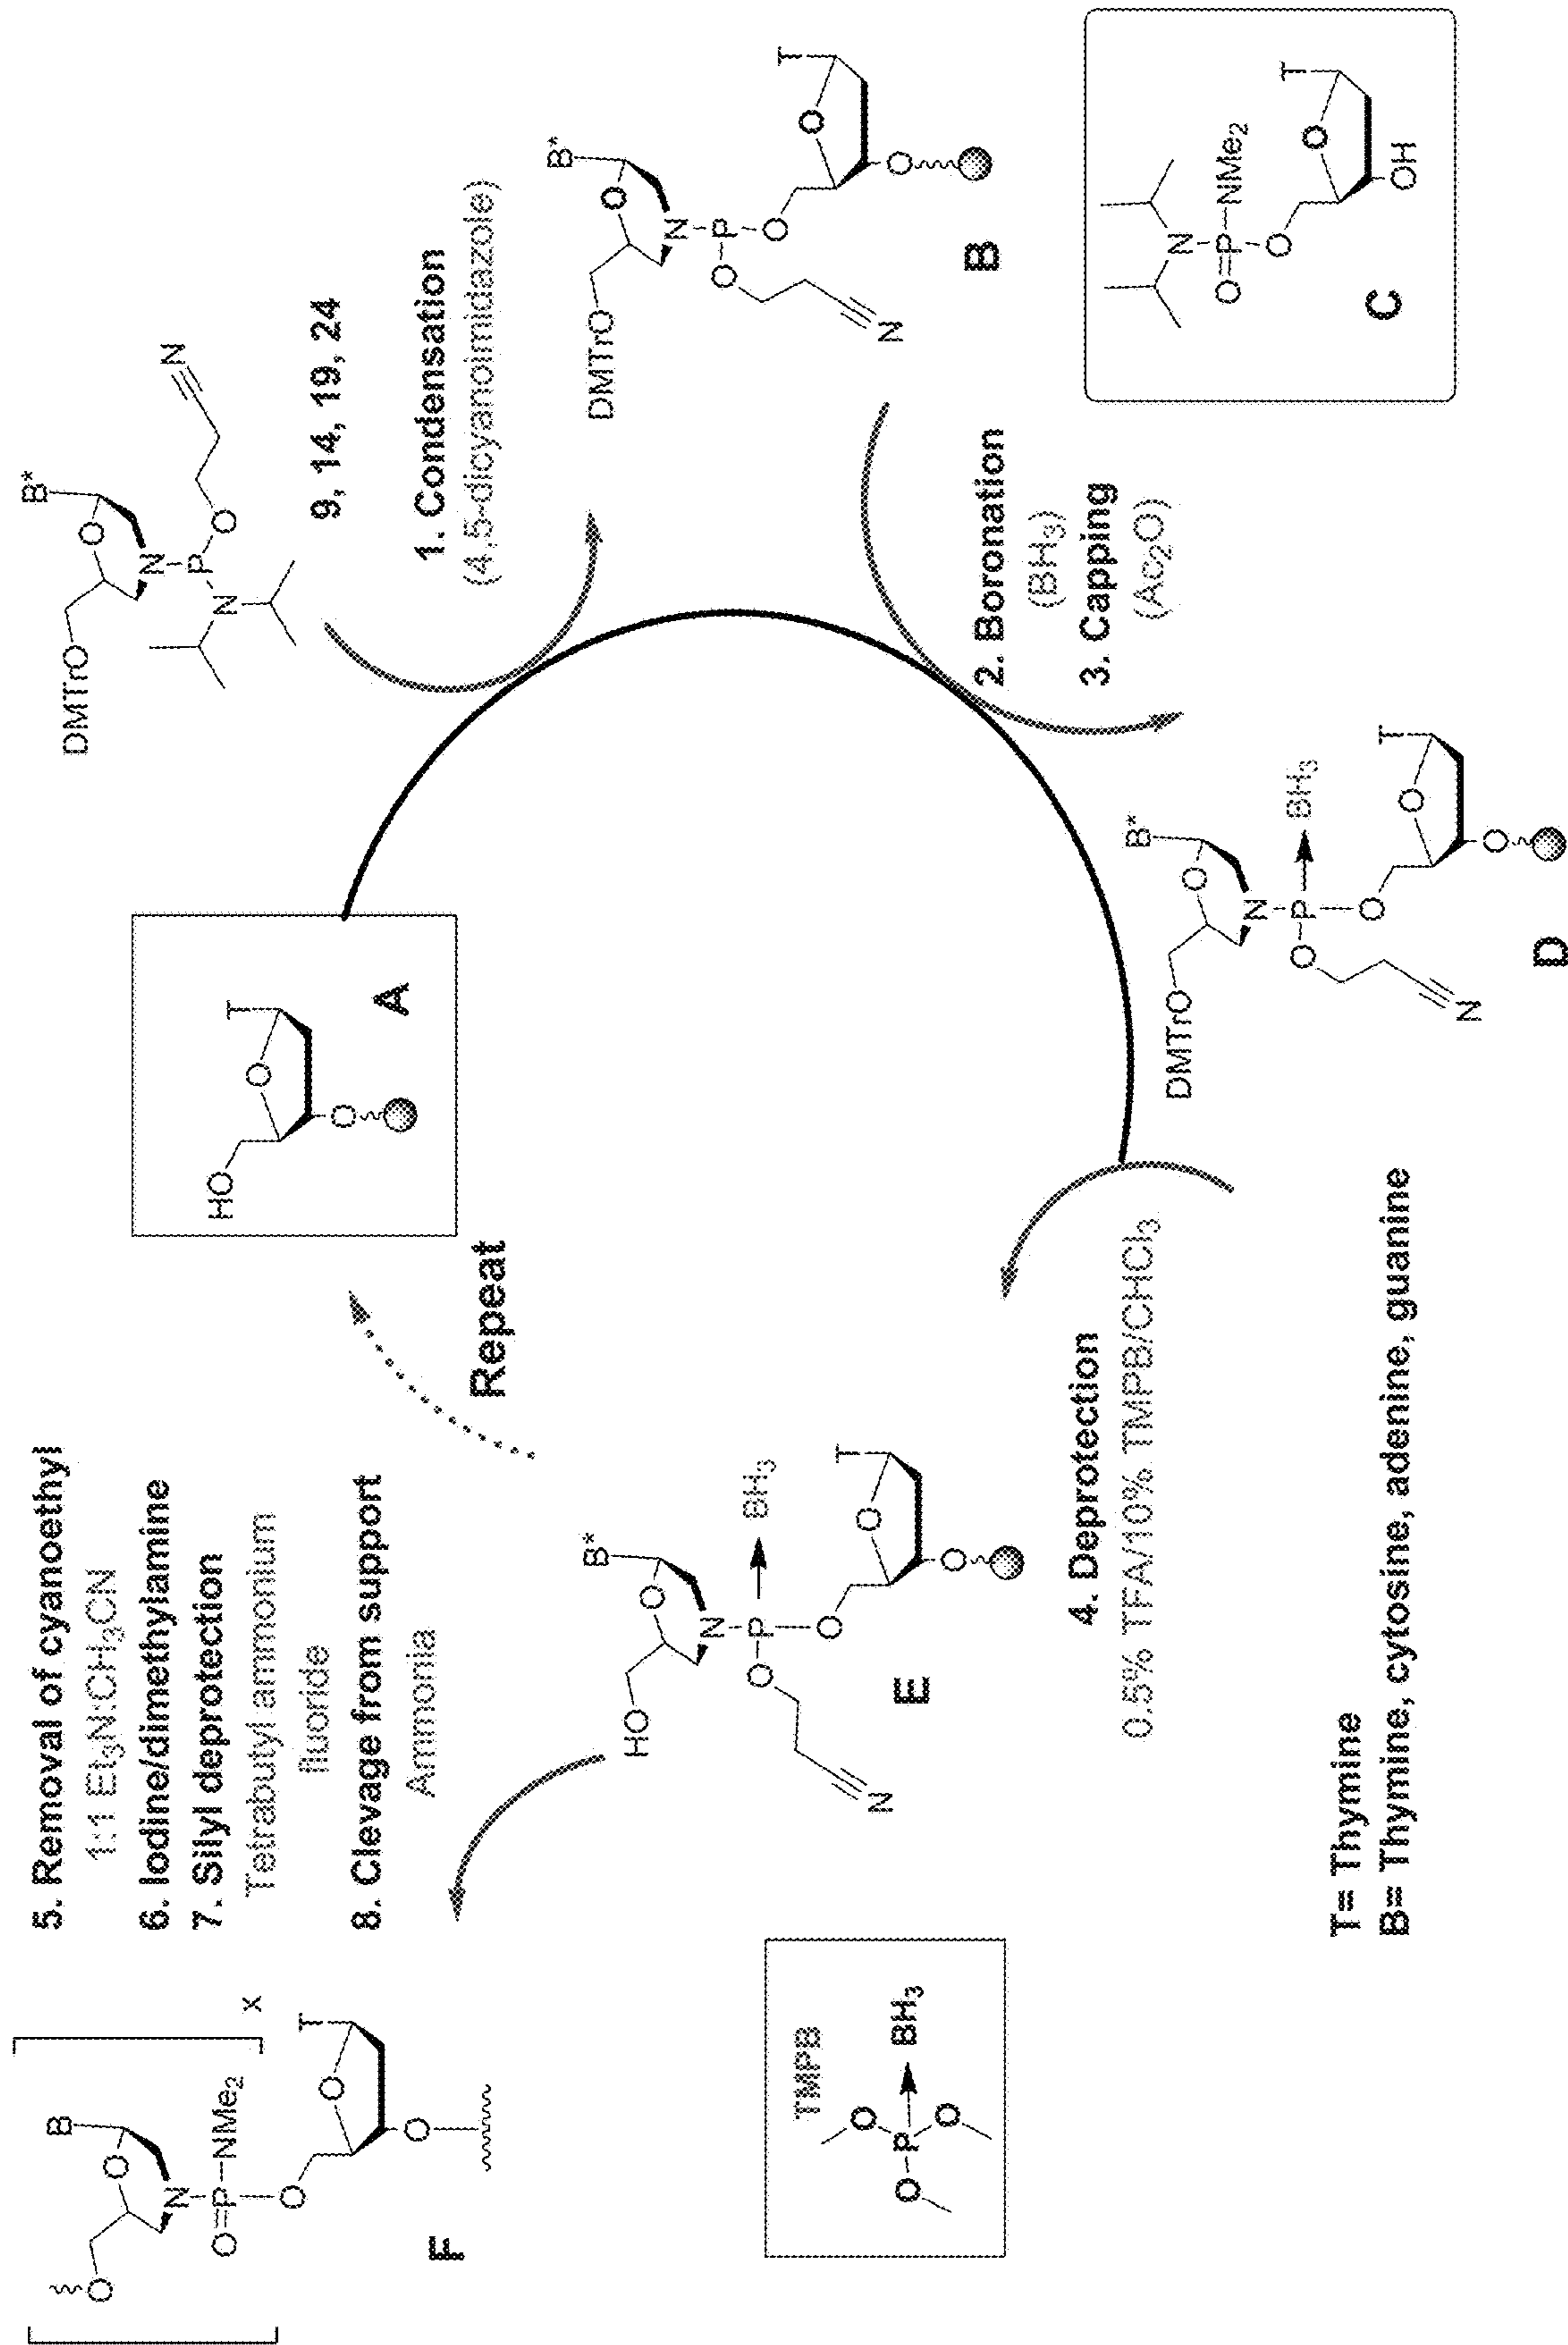 5. Removal of cyanoethyl
1:1 Et₃N:CH₃CN
6. Iodine/dimethylamine
7. Silyl deprotection
Tetrabutyl ammonium
fluoride
8. Clevage from support
Ammonia
B
O
N
O=P–NMe₂
O
O
T
O
O
x
F
HO
O
T
O
A
Repeat
DMTrO
O
B*
N
P
N
O
N
9, 14, 19, 24
1. Condensation
(4,5-dicyanoimidazole)
DMTrO
O
B*
N
P
O
O
N
T
O
O
B
HO
O
B*
N
P
BH₃
O
O
N
T
O
O
E
2. Boronation
(BH₃)
3. Capping
(Ac₂O)
TMPB
O
P
BH₃
O
O
4. Deprotection
0.5% TFA/10% TMPB/CHCl₃
DMTrO
O
B*
N
P
BH₃
O
O
N
T
O
O
D
N
O=P–NMe₂
O
T
O
OH
C
T= Thymine
B= Thymine, cytosine, adenine, guanine